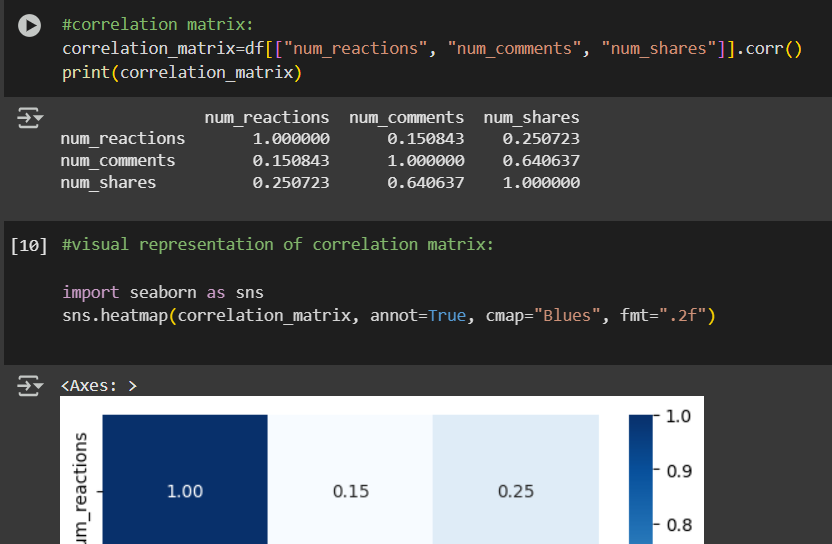 #correlation matrix:
correlation_matrix=df[["num_reactions", "num_comments", "num_shares"]].corr()
print(correlation_matrix)
num_reactions num_comments num_shares
num_reactions 1.000000 0.150843 0.250723
num_comments 0.150843 1.000000 0.640637
num_shares 0.250723 0.640637 1.000000
[10] #visual representation of correlation matrix:
import seaborn as sns
sns.heatmap(correlation_matrix, annot=True, cmap="Blues", fmt=".2f")
<Axes: >
um_reactions
1.00 0.15 0.25
1.0
0.9
0.8